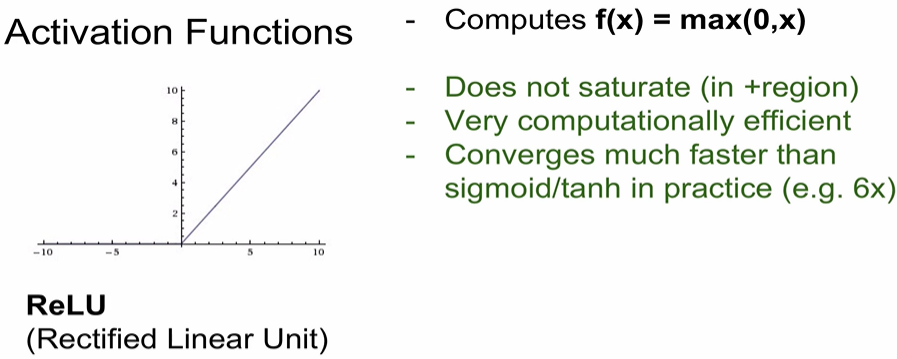 Activation Functions
- Computes f(x) = max(0,x)
- Does not saturate (in +region)
- Very computationally efficient
- Converges much faster than
sigmoid/tanh in practice (e.g. 6x)
10
8
6
4
2
-10 -5 5 10
ReLU
(Rectified Linear Unit)